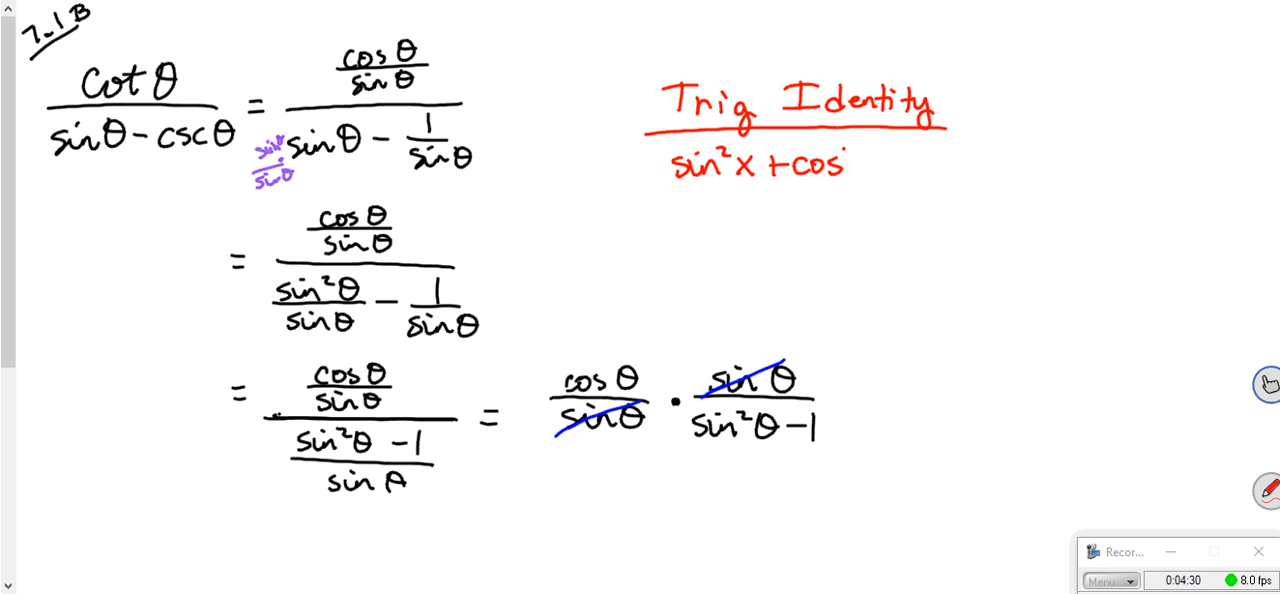 7.1B
cot θ / (sin θ - csc θ) = (cos θ / sin θ) / (sin θ - 1 / sin θ)
sin θ / sin θ
= (cos θ / sin θ) / (sin²θ / sin θ - 1 / sin θ)
= (cos θ / sin θ) / ((sin²θ - 1) / sin θ) = cos θ / sin θ · sin θ / (sin²θ - 1)
Trig Identity
sin²x + cos
Recor...
Menu
0:04:30
8.0 fps